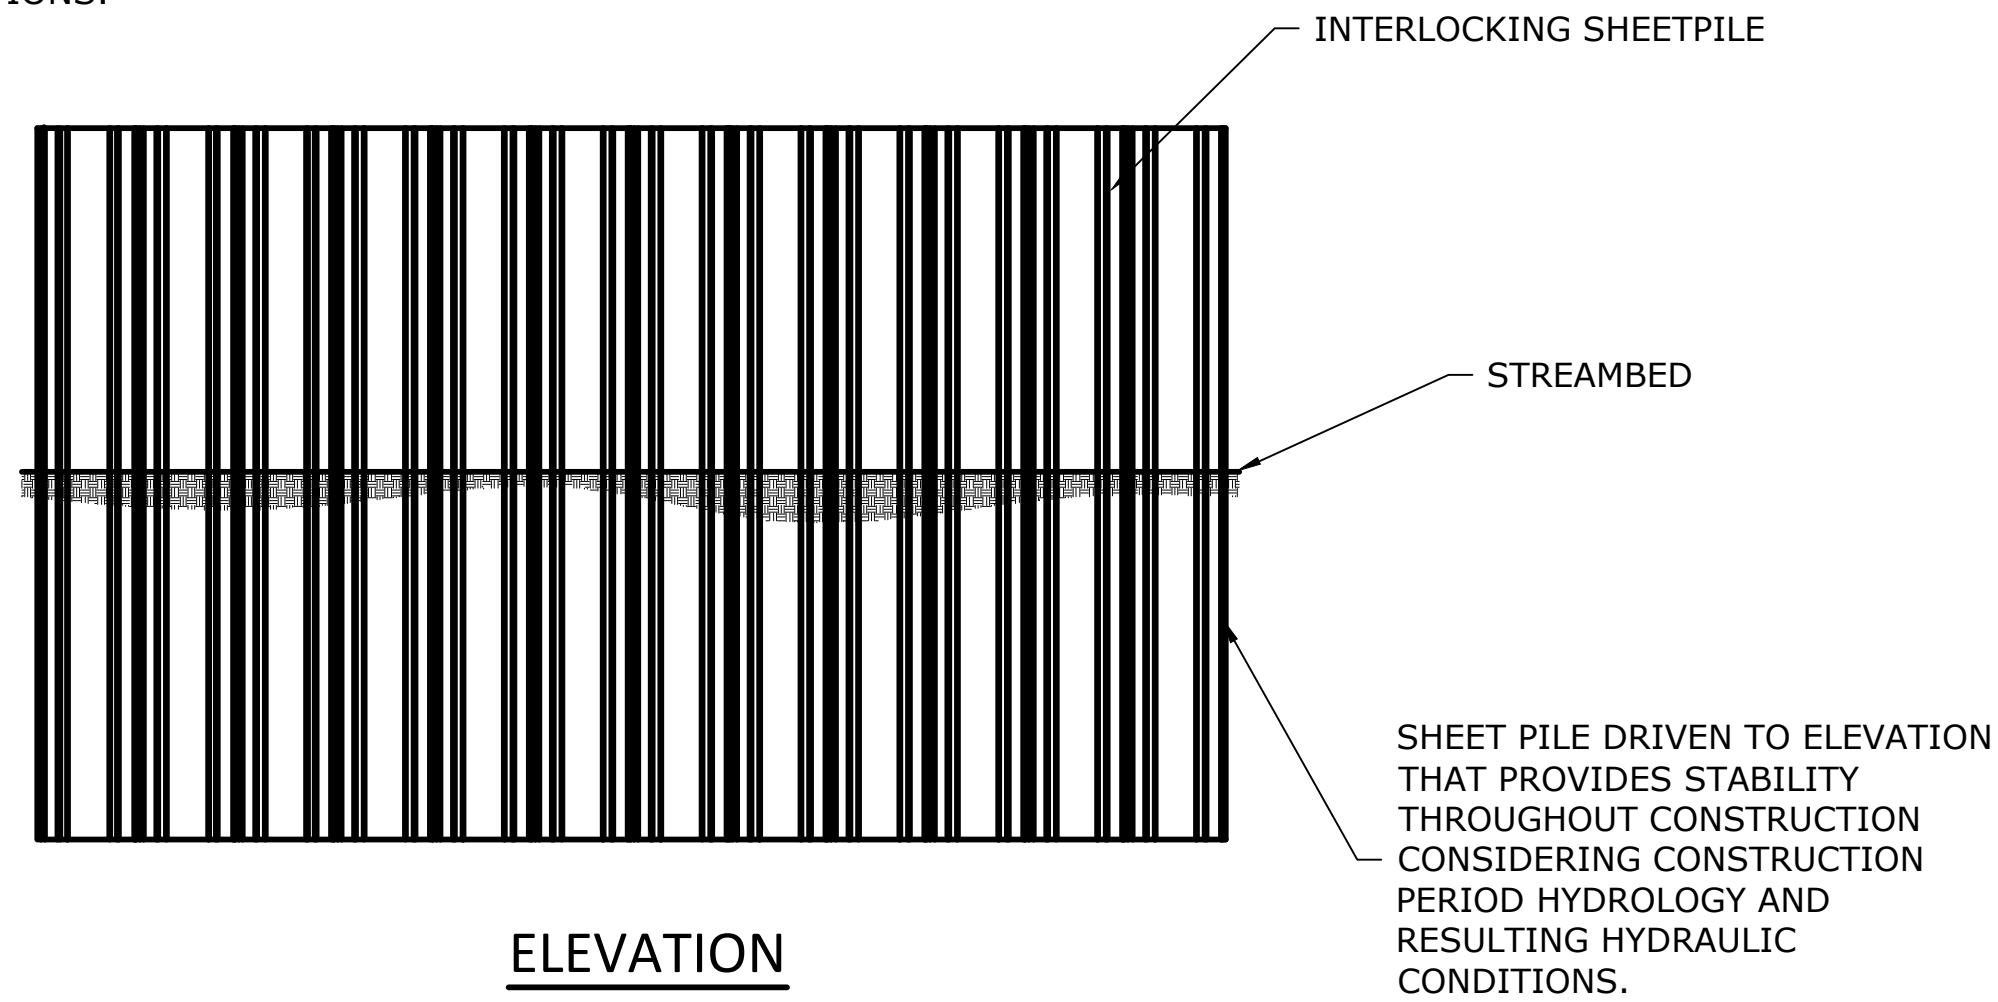 IONS.
INTERLOCKING SHEETPILE
STREAMBED
SHEET PILE DRIVEN TO ELEVATION
THAT PROVIDES STABILITY
THROUGHOUT CONSTRUCTION
CONSIDERING CONSTRUCTION
PERIOD HYDROLOGY AND
RESULTING HYDRAULIC
CONDITIONS.
ELEVATION